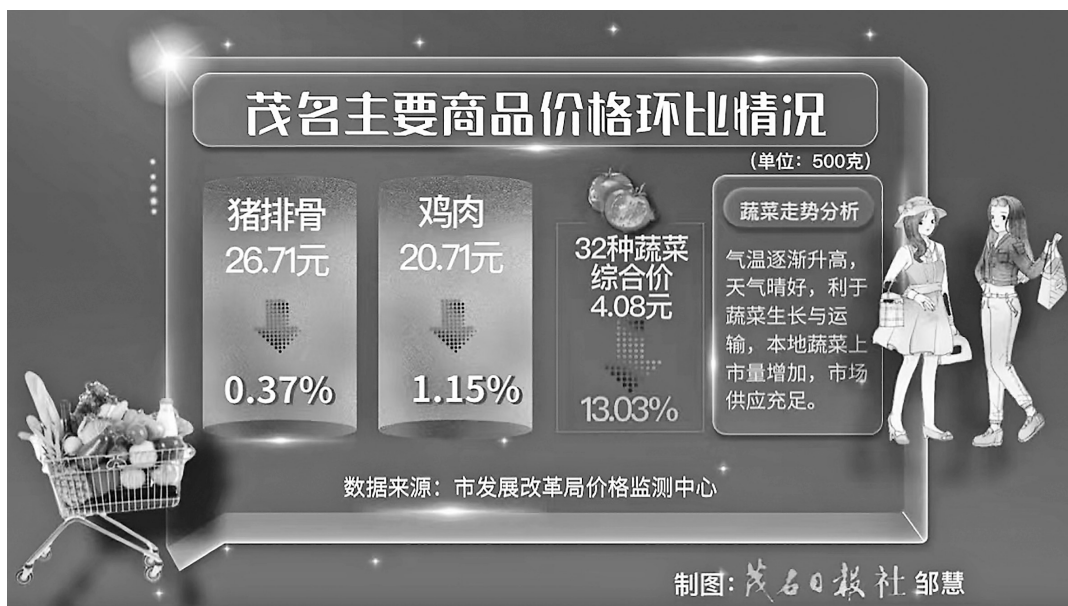 茂名主要商品价格环比情况
(单位：500克)
猪排骨
26.71元
0.37%
鸡肉
20.71元
1.15%
32种蔬菜
综合价
4.08元
13.03%
蔬菜走势分析
气温逐渐升高，
天气晴好，利于
蔬菜生长与运
输，本地蔬菜上
市量增加，市场
供应充足。
数据来源：市发展改革局价格监测中心
制图：茂名日报社 邹慧